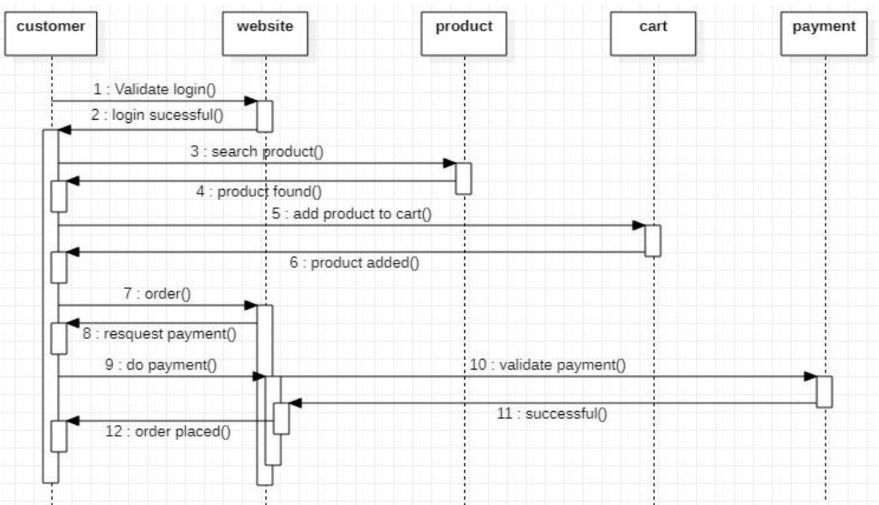 customer
website
product
cart
payment
1 : Validate login()
2 : login sucessful()
3 : search product()
4 : product found()
5 : add product to cart()
6 : product added()
7 : order()
8 : resquest payment()
9 : do payment()
10 : validate payment()
11 : successful()
12 : order placed()